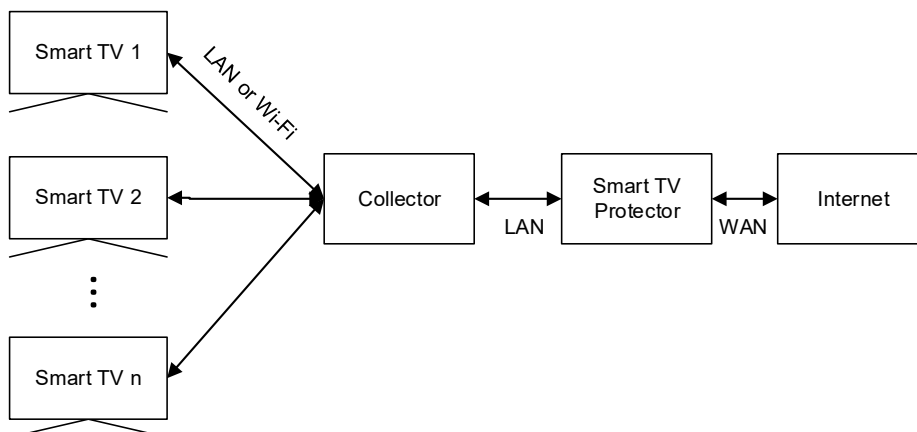 Smart TV 1
LAN or Wi-Fi
Smart TV 2
Collector
Smart TV
Protector
Internet
LAN
WAN
Smart TV n